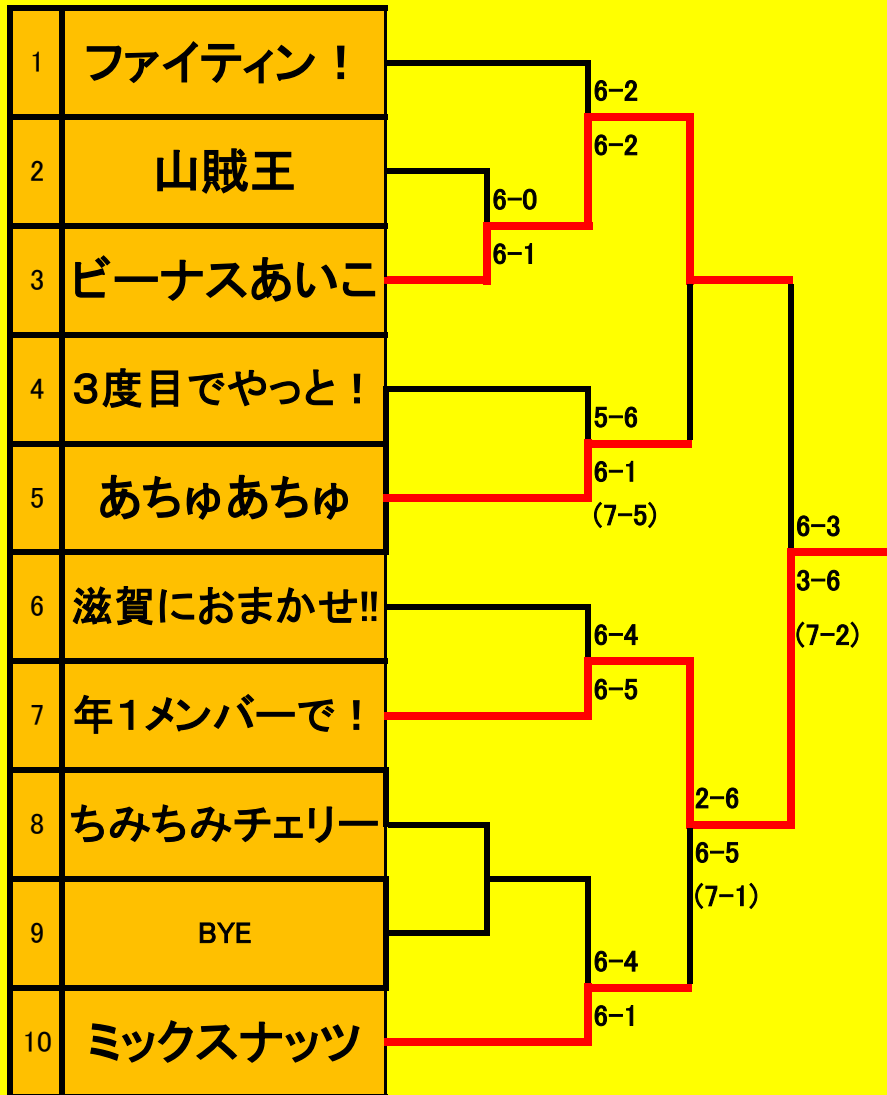 1 ファイティン！
6-2
2 山賊王
6-2
6-0
3 ビーナスあいこ
6-1
4 3度目でやっと！
5-6
5 あちゅあちゅ
6-1
(7-5)
6-3
6 滋賀におまかせ!!
3-6
6-4
(7-2)
7 年1メンバーで！
6-5
8 ちみちみチェリー
2-6
6-5
(7-1)
9 BYE
6-4
10 ミックスナッツ
6-1